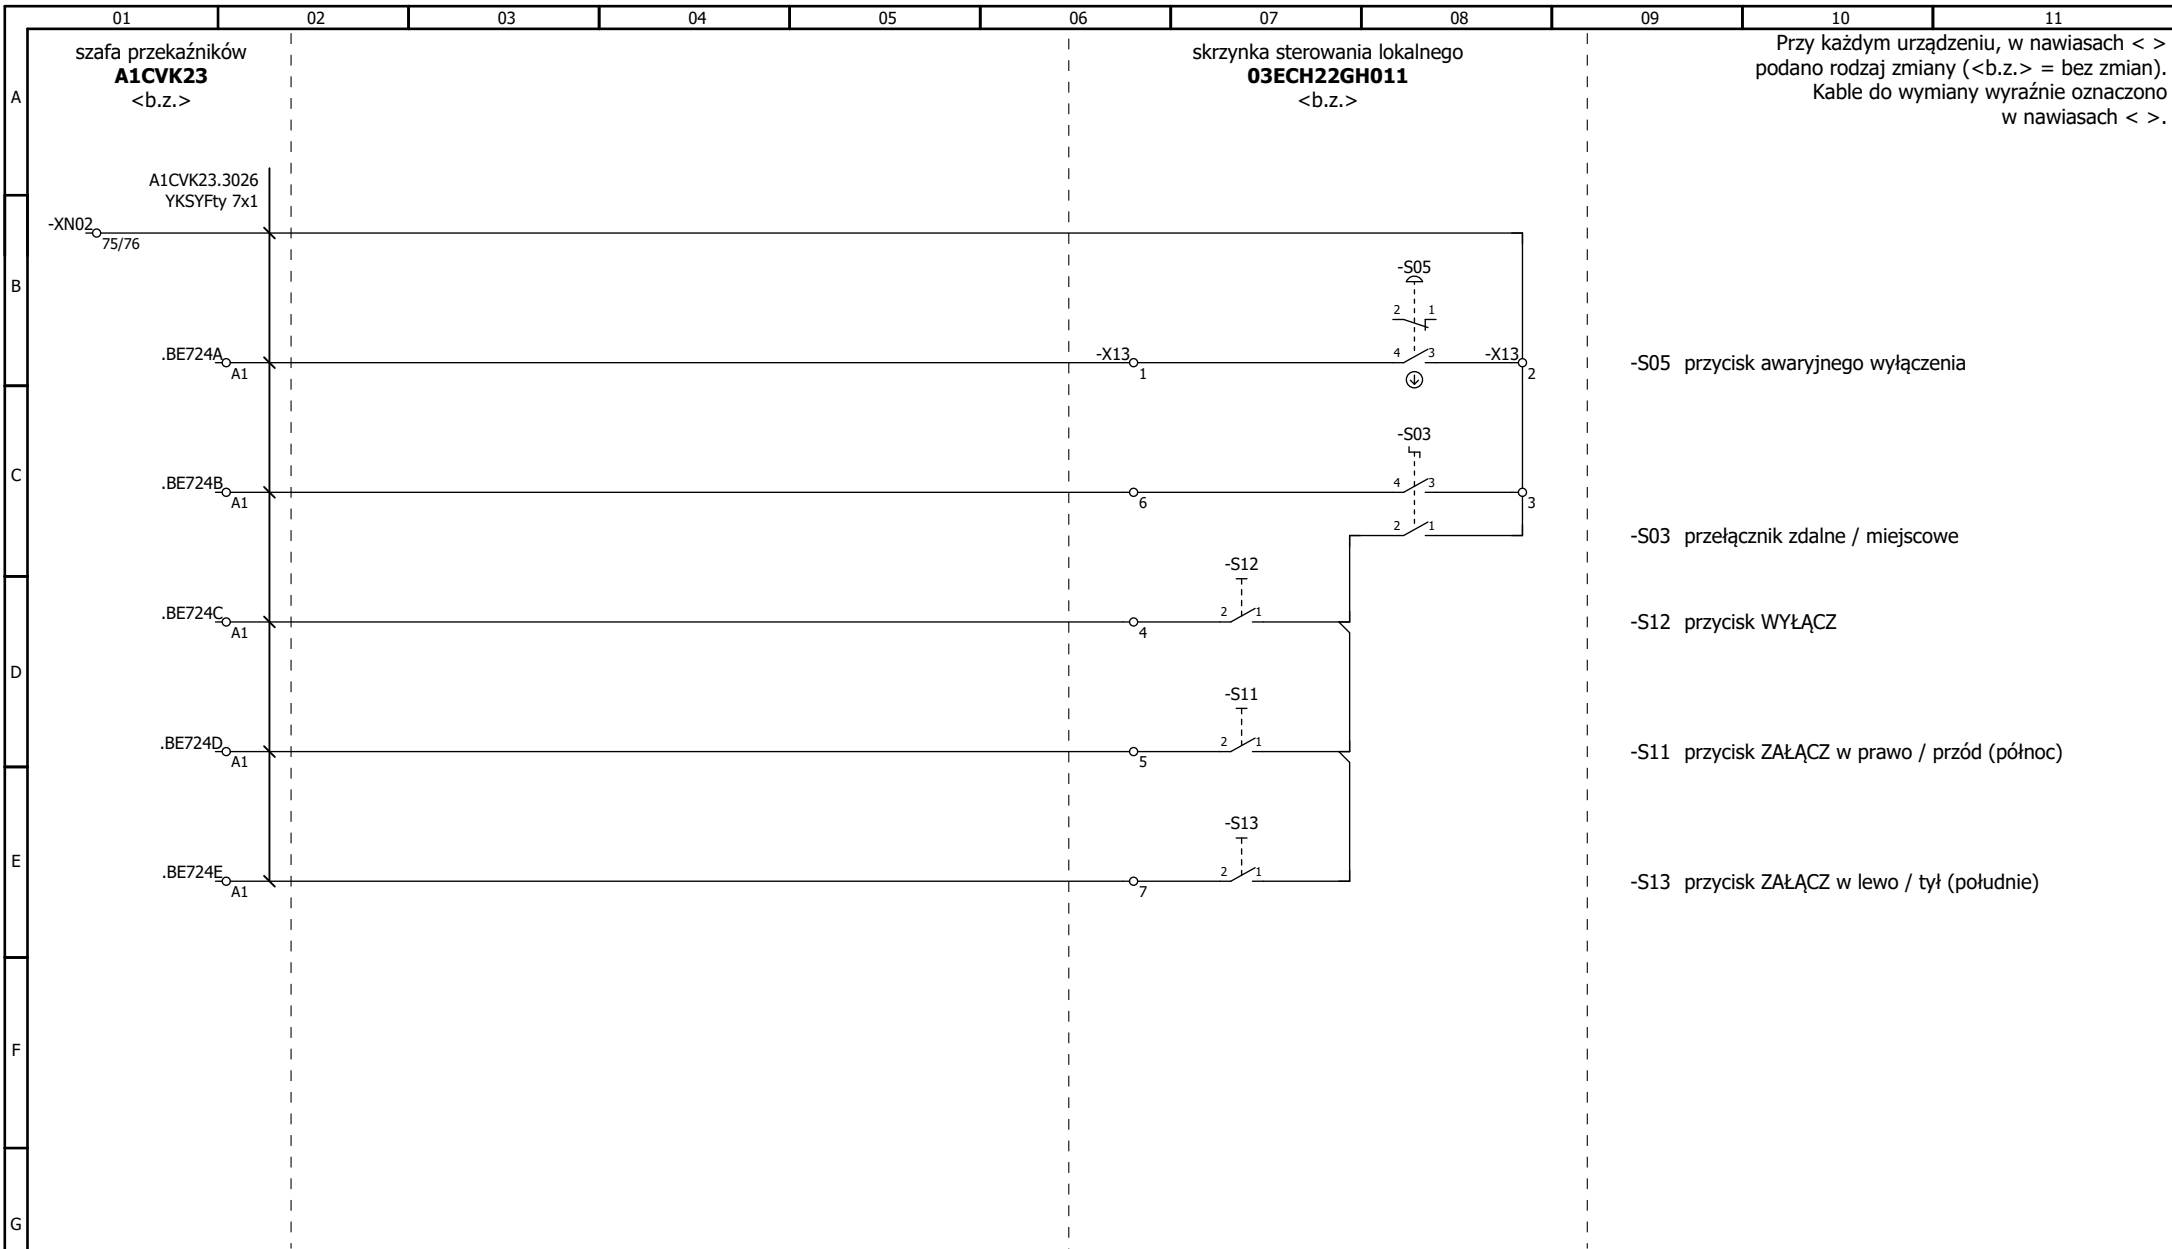 01 02 03 04 05 06 07 08 09 10 11
szafa przekaźników
A1CVK23
<b.z.>
skrzynka sterowania lokalnego
03ECH22GH011
<b.z.>
Przy każdym urządzeniu, w nawiasach < >
podano rodzaj zmiany (<b.z.> = bez zmian).
Kable do wymiany wyraźnie oznaczono
w nawiasach < >.
A
A1CVK23.3026
YKSYFty 7x1
-XN02
75/76
B
-S05
2 1
.BE724A
A1
-X13
1
4 3
-X13
2
-S05 przycisk awaryjnego wyłączenia
C
-S03
.BE724B
A1
6
4 3
3
2 1
-S03 przełącznik zdalne / miejscowe
-S12
.BE724C
A1
4
2 1
-S12 przycisk WYŁĄCZ
D
-S11
.BE724D
A1
5
2 1
-S11 przycisk ZAŁĄCZ w prawo / przód (północ)
E
-S13
.BE724E
A1
7
2 1
-S13 przycisk ZAŁĄCZ w lewo / tył (południe)
F
G